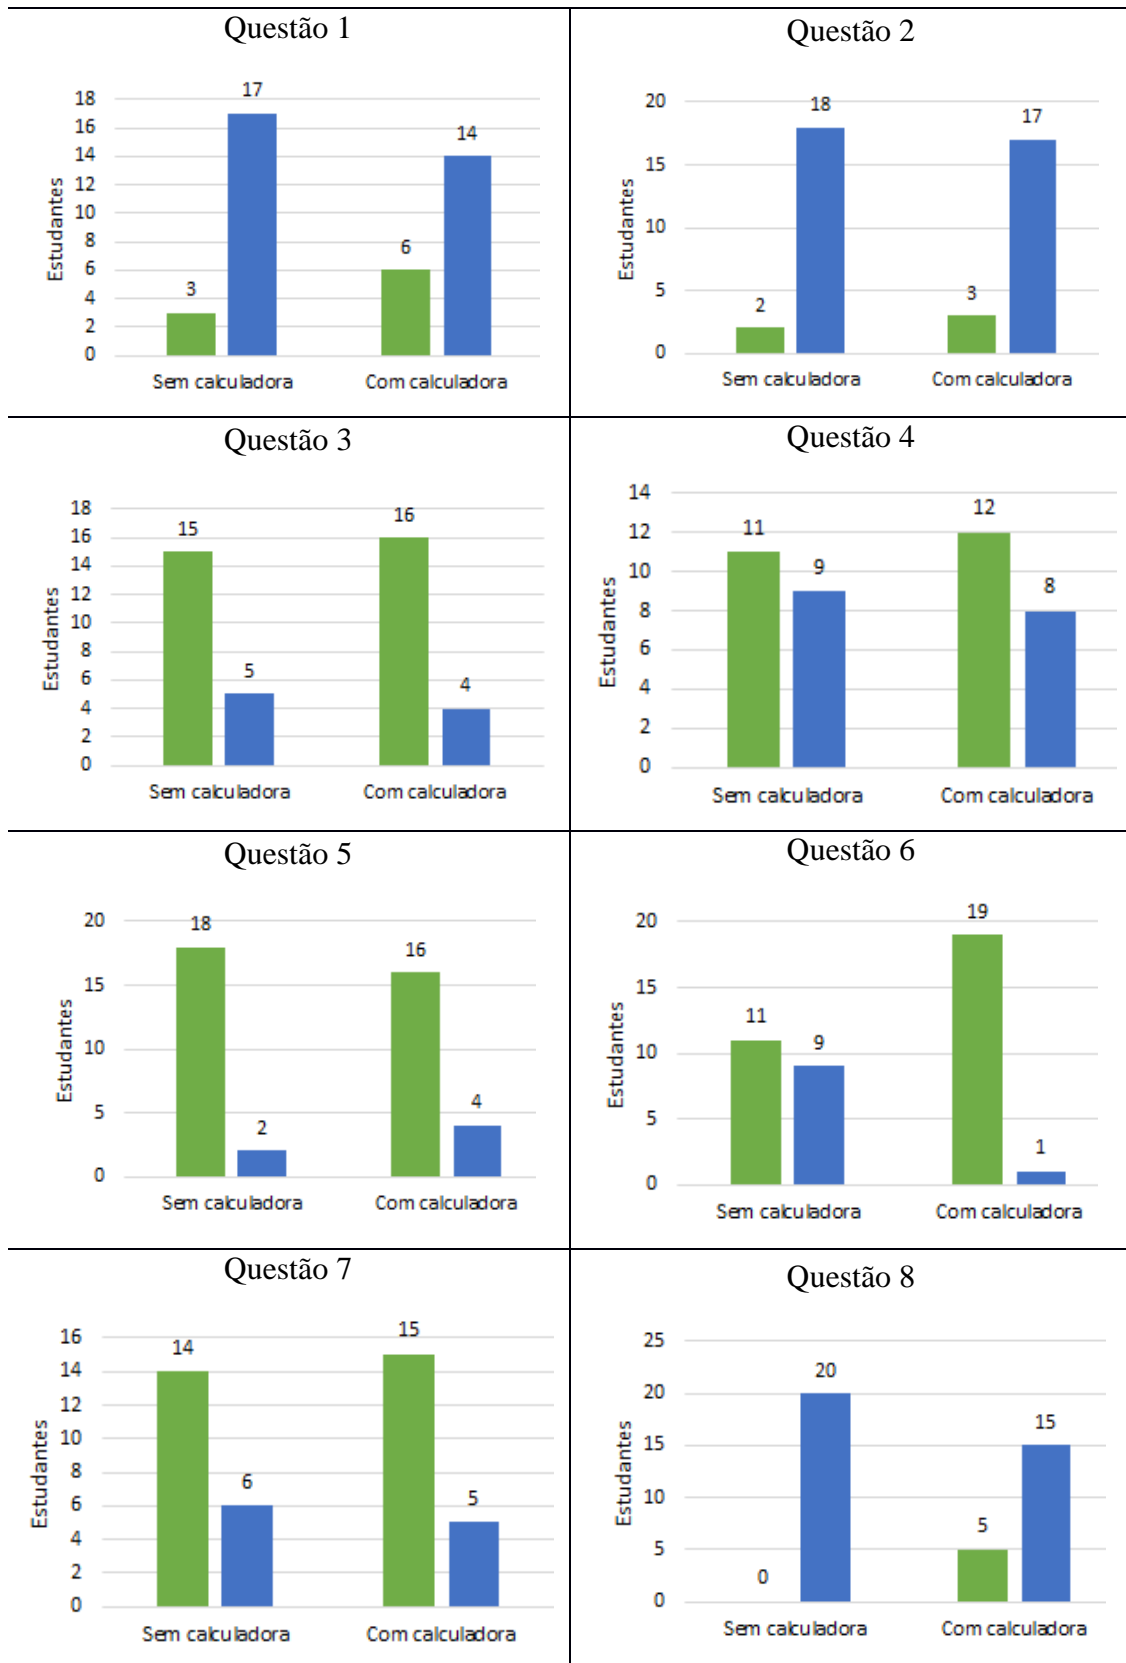 Questão 1
17
18
16
14
14
12
10
8
6
6
4
3
2
0
Estudantes
Sem calculadora
Com calculadora
Questão 2
20
18
17
15
10
5
3
2
0
Estudantes
Sem calculadora
Com calculadora
Questão 3
18
16
16
15
14
12
10
8
6
5
4
4
2
0
Estudantes
Sem calculadora
Com calculadora
Questão 4
14
12
12
11
10
9
8
8
6
4
2
0
Estudantes
Sem calculadora
Com calculadora
Questão 5
20
18
16
15
10
5
4
2
0
Estudantes
Sem calculadora
Com calculadora
Questão 6
19
20
15
11
10
9
5
1
0
Estudantes
Sem calculadora
Com calculadora
Questão 7
16
15
14
14
12
10
8
6
6
5
4
2
0
Estudantes
Sem calculadora
Com calculadora
Questão 8
25
20
20
15
15
10
5
5
0
0
Estudantes
Sem calculadora
Com calculadora